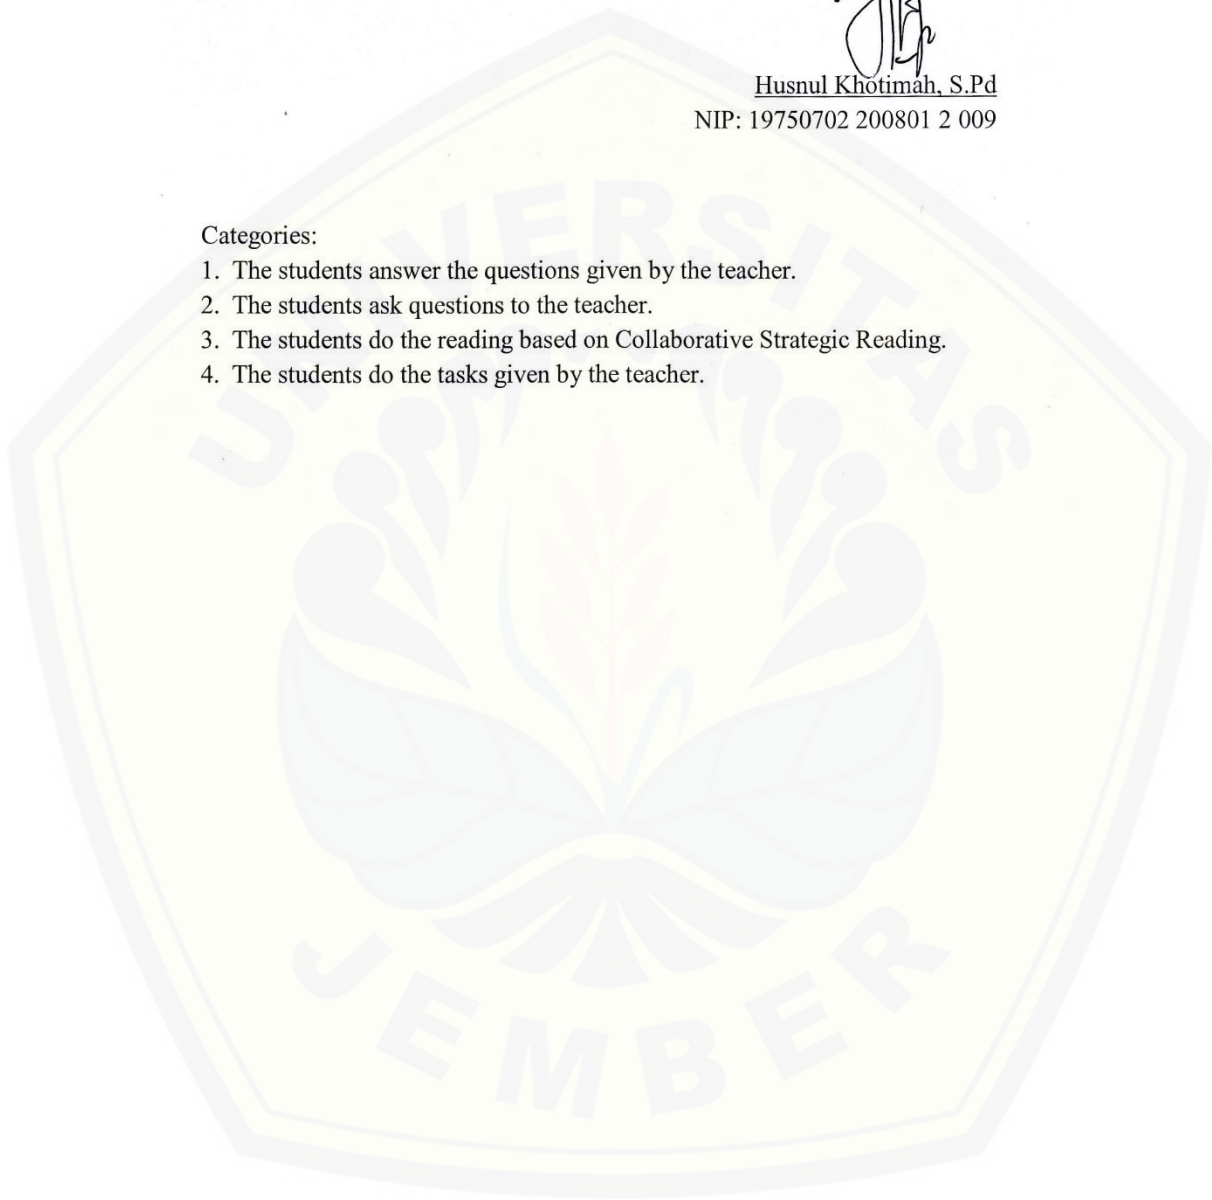 Husnul Khotimah, S.Pd
NIP: 19750702 200801 2 009
Categories:
1. The students answer the questions given by the teacher.
2. The students ask questions to the teacher.
3. The students do the reading based on Collaborative Strategic Reading.
4. The students do the tasks given by the teacher.
UNIVERSITAS
JEMBER